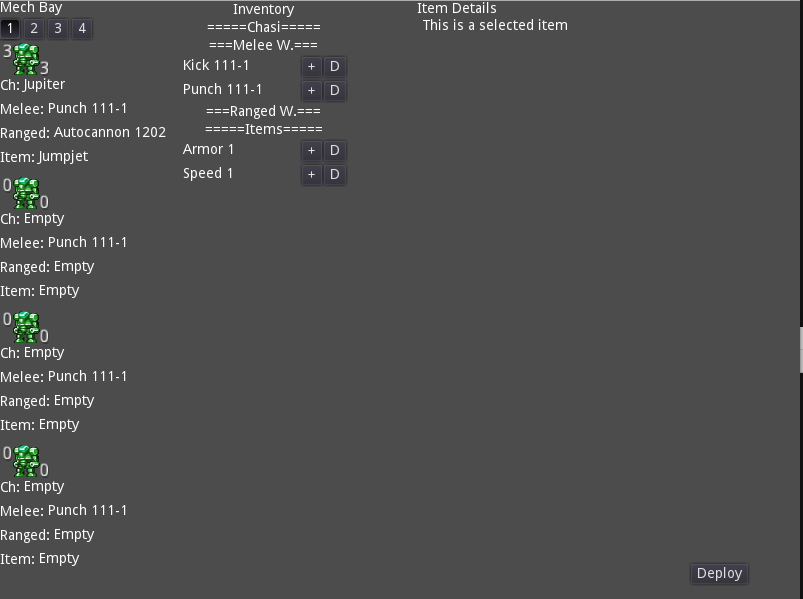 Mech Bay
1 2 3 4
3
3
Ch: Jupiter
Melee: Punch 111-1
Ranged: Autocannon 1202
Item: Jumpjet
0
0
Ch: Empty
Melee: Punch 111-1
Ranged: Empty
Item: Empty
0
0
Ch: Empty
Melee: Punch 111-1
Ranged: Empty
Item: Empty
0
0
Ch: Empty
Melee: Punch 111-1
Ranged: Empty
Item: Empty
Inventory
=====Chasi=====
===Melee W.===
Kick 111-1 + D
Punch 111-1 + D
===Ranged W.===
=====Items=====
Armor 1 + D
Speed 1 + D
Item Details
This is a selected item
Deploy